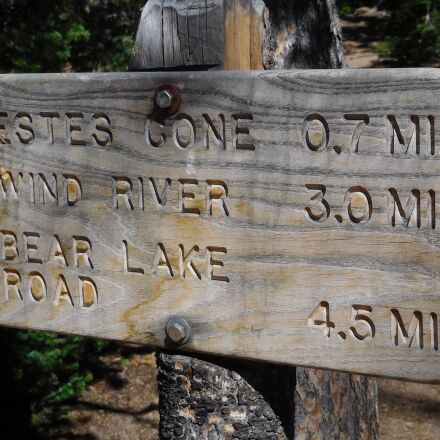 ESTES CONE 0.7 MI
WIND RIVER 3.0 MI
BEAR LAKE
ROAD 4.5 MI